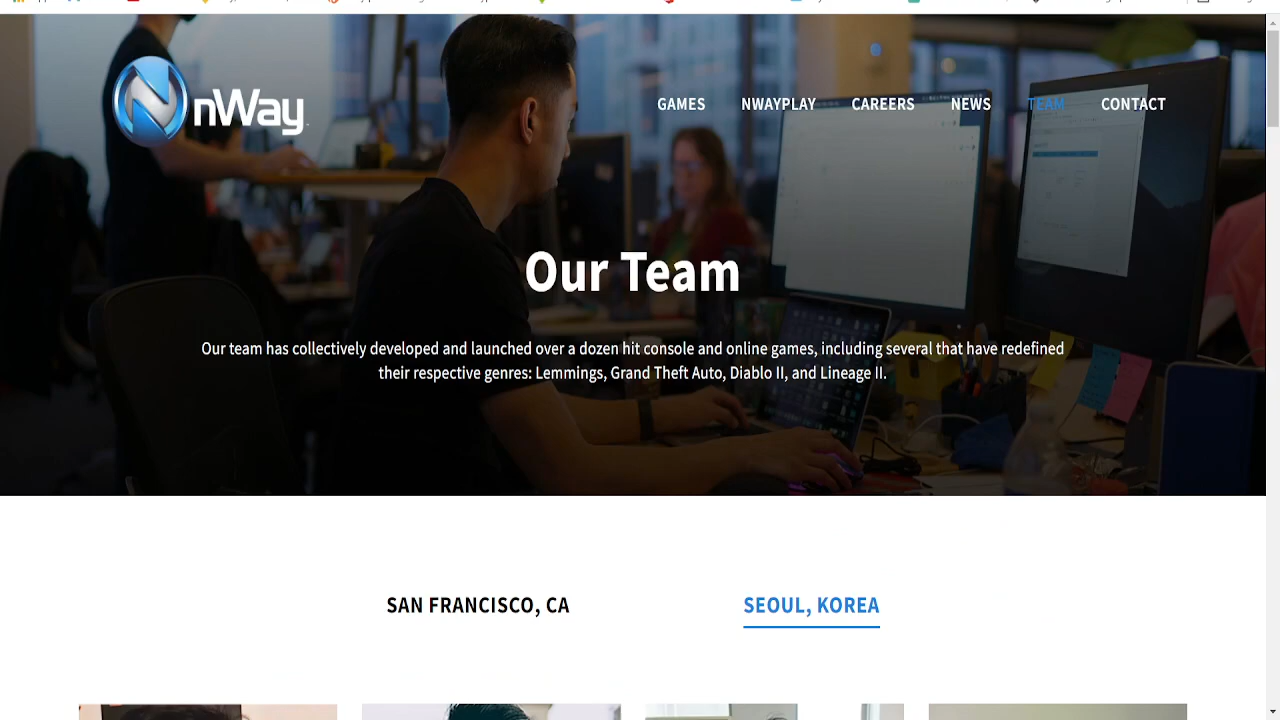 nWay
GAMES NWAYPLAY CAREERS NEWS TEAM CONTACT
Our Team
Our team has collectively developed and launched over a dozen hit console and online games, including several that have redefined
their respective genres: Lemmings, Grand Theft Auto, Diablo II, and Lineage II.
SAN FRANCISCO, CA SEOUL, KOREA